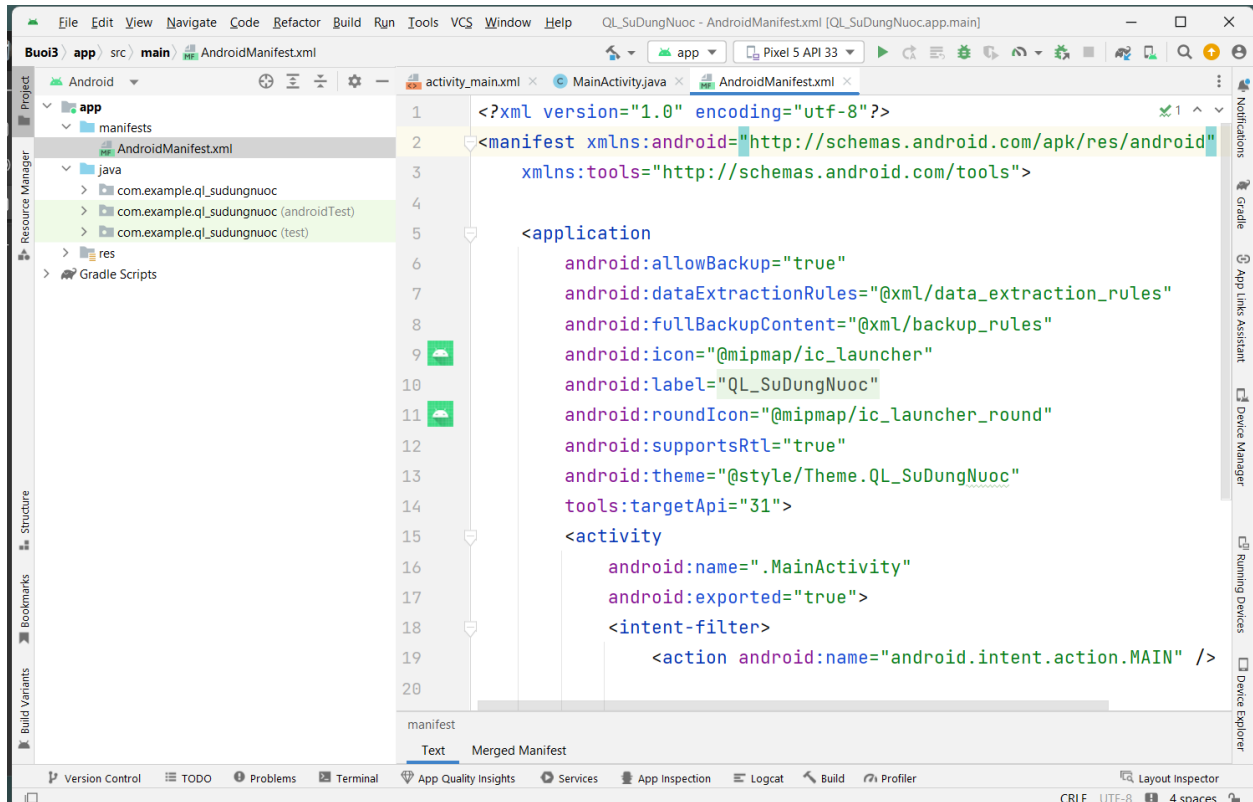 File Edit View Navigate Code Refactor Build Run Tools VCS Window Help QL_SuDungNuoc - AndroidManifest.xml [QL_SuDungNuoc.app.main]
Buoi3 app src main AndroidManifest.xml app Pixel 5 API 33
Project
Resource Manager
Structure
Bookmarks
Build Variants
Android
app
manifests
AndroidManifest.xml
java
com.example.ql_sudungnuoc
com.example.ql_sudungnuoc (androidTest)
com.example.ql_sudungnuoc (test)
res
Gradle Scripts
activity_main.xml MainActivity.java AndroidManifest.xml
1 <?xml version="1.0" encoding="utf-8"?> 1
2 <manifest xmlns:android="http://schemas.android.com/apk/res/android"
3 xmlns:tools="http://schemas.android.com/tools">
4
5 <application
6 android:allowBackup="true"
7 android:dataExtractionRules="@xml/data_extraction_rules"
8 android:fullBackupContent="@xml/backup_rules"
9 android:icon="@mipmap/ic_launcher"
10 android:label="QL_SuDungNuoc"
11 android:roundIcon="@mipmap/ic_launcher_round"
12 android:supportsRtl="true"
13 android:theme="@style/Theme.QL_SuDungNuoc"
14 tools:targetApi="31">
15 <activity
16 android:name=".MainActivity"
17 android:exported="true">
18 <intent-filter>
19 <action android:name="android.intent.action.MAIN" />
20
manifest
Text Merged Manifest
Notifications
Gradle
App Links Assistant
Device Manager
Running Devices
Device Explorer
Version Control TODO Problems Terminal App Quality Insights Services App Inspection Logcat Build Profiler Layout Inspector
CRLF UTF-8 4 spaces